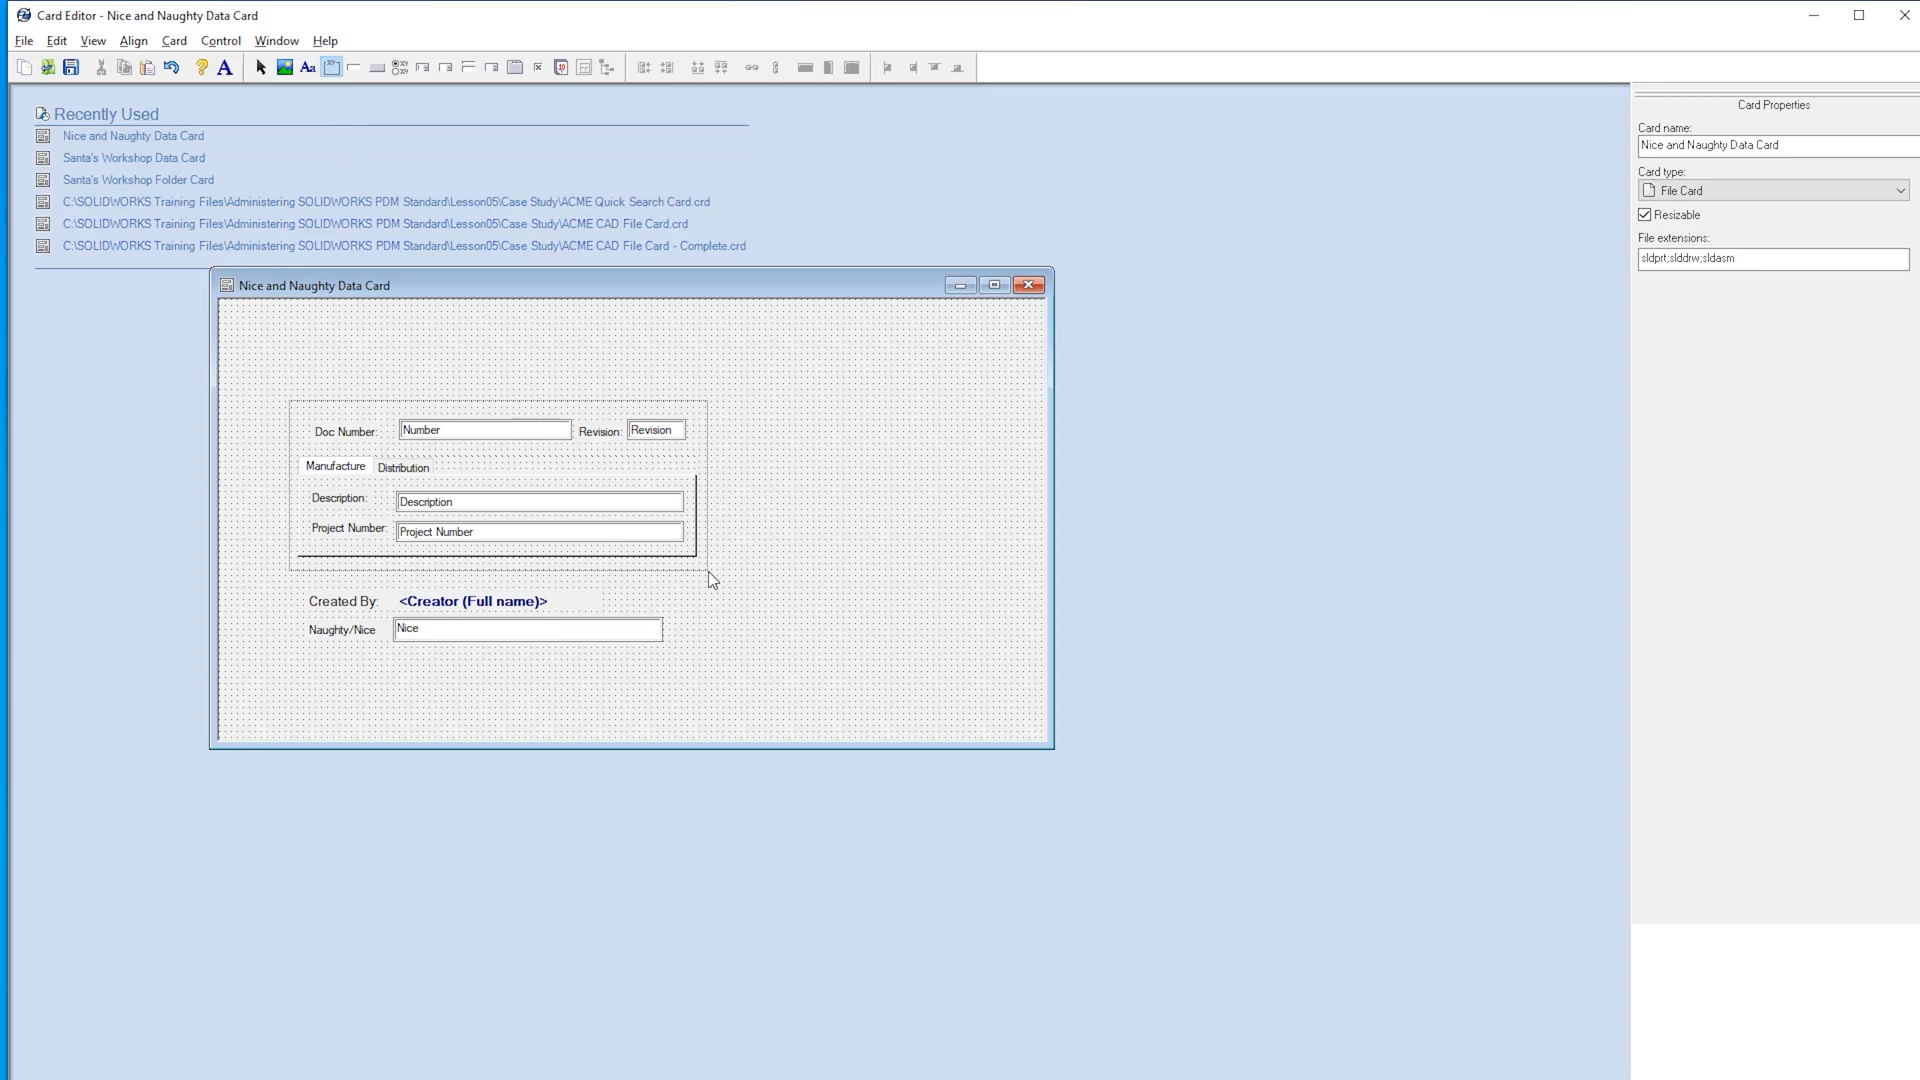 Card Editor - Nice and Naughty Data Card
File Edit View Align Card Control Window Help
Recently Used
Nice and Naughty Data Card
Santa's Workshop Data Card
Santa's Workshop Folder Card
C:\SOLIDWORKS Training Files\Administering SOLIDWORKS PDM Standard\Lesson05\Case Study\ACME Quick Search Card.crd
C:\SOLIDWORKS Training Files\Administering SOLIDWORKS PDM Standard\Lesson05\Case Study\ACME CAD File Card.crd
C:\SOLIDWORKS Training Files\Administering SOLIDWORKS PDM Standard\Lesson05\Case Study\ACME CAD File Card - Complete.crd
Nice and Naughty Data Card
Doc Number: Number Revision: Revision
Manufacture Distribution
Description: Description
Project Number: Project Number
Created By: <Creator (Full name)>
Naughty/Nice Nice
Card Properties
Card name:
Nice and Naughty Data Card
Card type:
File Card
Resizable
File extensions:
sldprt;slddrw;sldasm